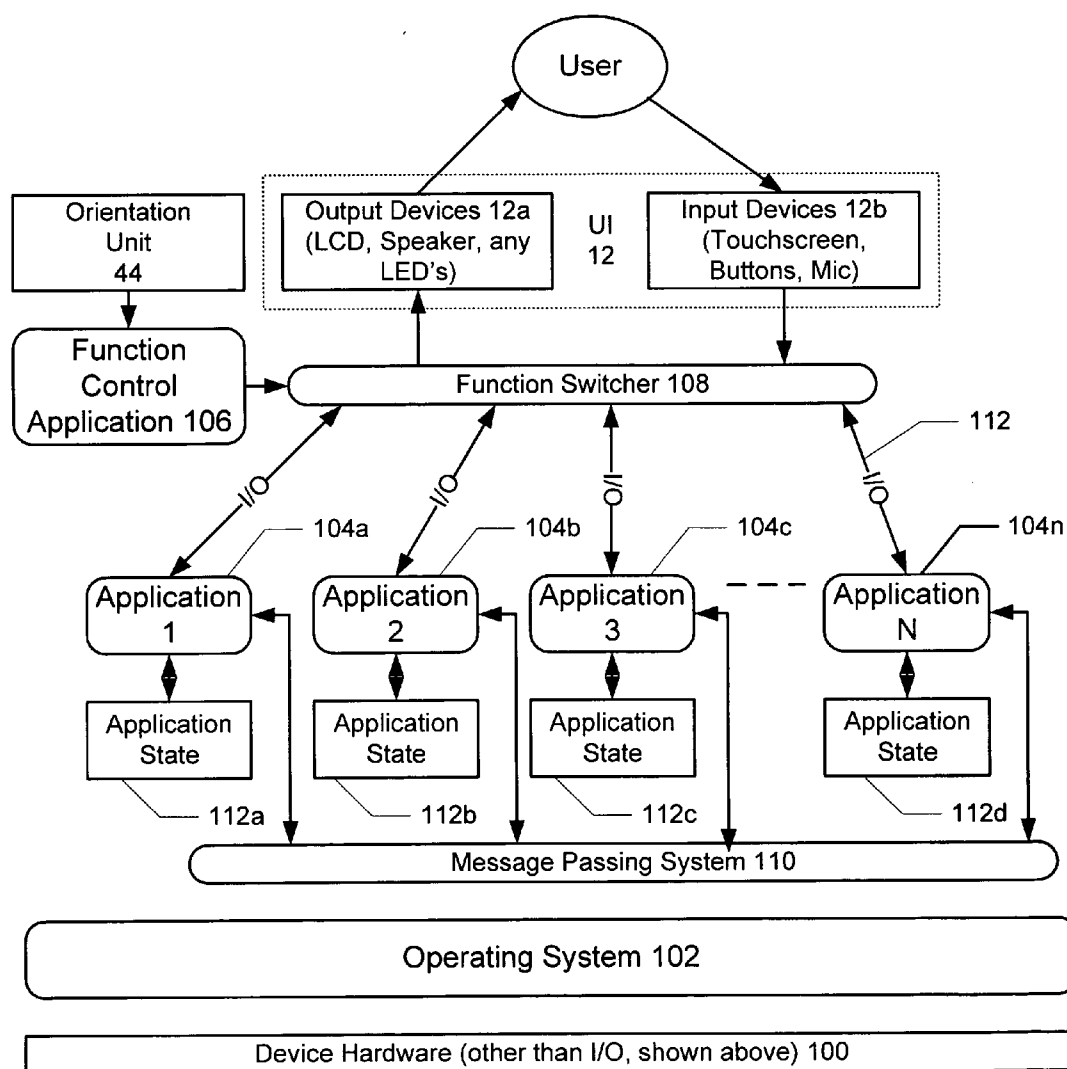 User
Orientation
Unit
44
Output Devices 12a
(LCD, Speaker, any
LED's)
UI
12
Input Devices 12b
(Touchscreen,
Buttons, Mic)
Function
Control
Application 106
Function Switcher 108
112
I/O
I/O
I/O
I/O
104a
104b
104c
104n
Application
1
Application
2
Application
3
Application
N
Application
State
Application
State
Application
State
Application
State
112a
112b
112c
112d
Message Passing System 110
Operating System 102
Device Hardware (other than I/O, shown above) 100